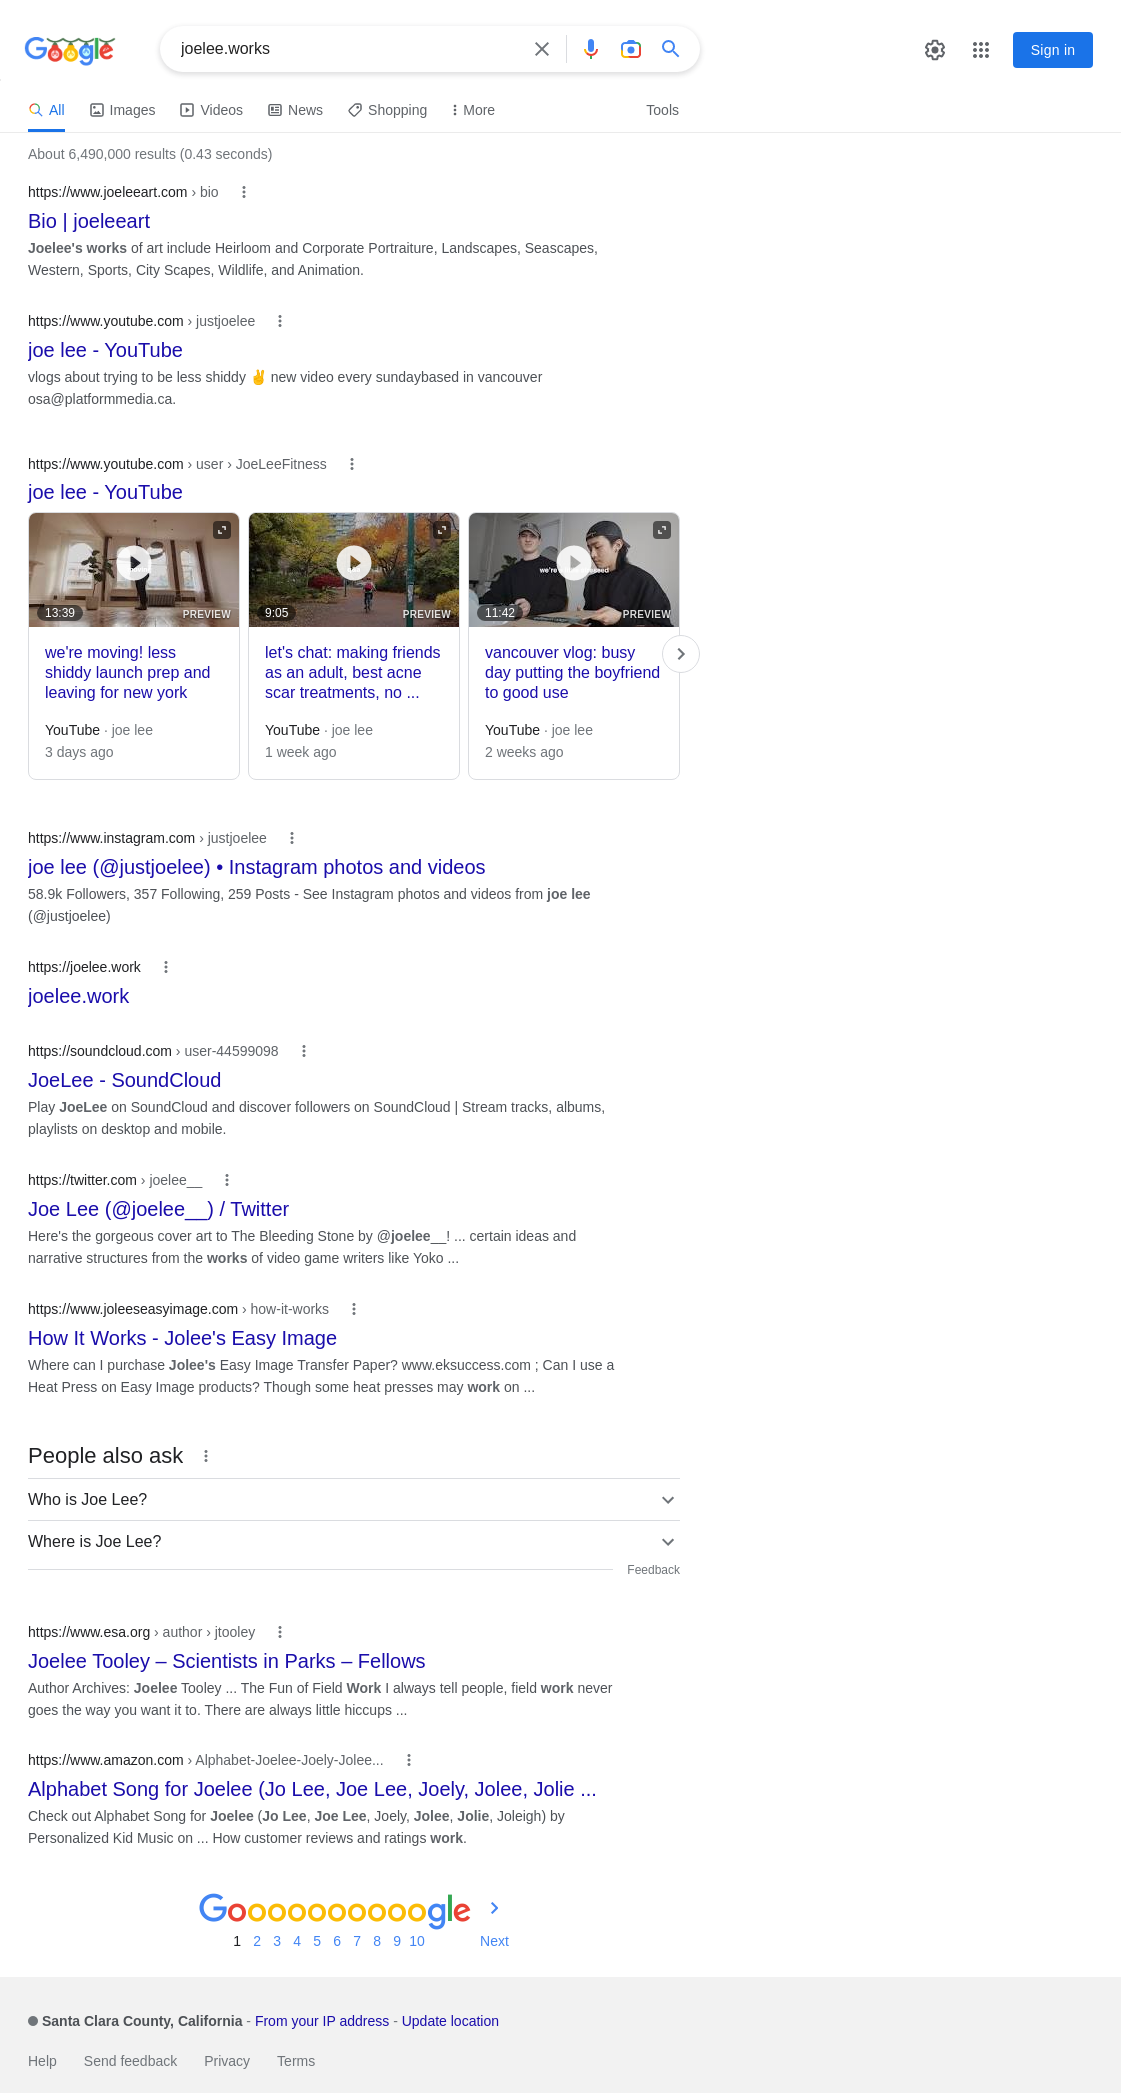 Google
joelee.works
Sign in
All
Images
Videos
News
Shopping
More
Tools
About 6,490,000 results (0.43 seconds)
https://www.joeleeart.com › bio
Bio | joeleeart
Joelee's works of art include Heirloom and Corporate Portraiture, Landscapes, Seascapes,
Western, Sports, City Scapes, Wildlife, and Animation.
https://www.youtube.com › justjoelee
joe lee - YouTube
vlogs about trying to be less shiddy ✌ new video every sundaybased in vancouver
osa@platformmedia.ca.
https://www.youtube.com › user › JoeLeeFitness
joe lee - YouTube
13:39
PREVIEW
9:05
PREVIEW
11:42
PREVIEW
we're moving! less
shiddy launch prep and
leaving for new york
YouTube · joe lee
3 days ago
let's chat: making friends
as an adult, best acne
scar treatments, no ...
YouTube · joe lee
1 week ago
vancouver vlog: busy
day putting the boyfriend
to good use
YouTube · joe lee
2 weeks ago
https://www.instagram.com › justjoelee
joe lee (@justjoelee) • Instagram photos and videos
58.9k Followers, 357 Following, 259 Posts - See Instagram photos and videos from joe lee
(@justjoelee)
https://joelee.work
joelee.work
https://soundcloud.com › user-44599098
JoeLee - SoundCloud
Play JoeLee on SoundCloud and discover followers on SoundCloud | Stream tracks, albums,
playlists on desktop and mobile.
https://twitter.com › joelee__
Joe Lee (@joelee__) / Twitter
Here's the gorgeous cover art to The Bleeding Stone by @joelee__! ... certain ideas and
narrative structures from the works of video game writers like Yoko ...
https://www.joleeseasyimage.com › how-it-works
How It Works - Jolee's Easy Image
Where can I purchase Jolee's Easy Image Transfer Paper? www.eksuccess.com ; Can I use a
Heat Press on Easy Image products? Though some heat presses may work on ...
People also ask
Who is Joe Lee?
Where is Joe Lee?
Feedback
https://www.esa.org › author › jtooley
Joelee Tooley – Scientists in Parks – Fellows
Author Archives: Joelee Tooley ... The Fun of Field Work I always tell people, field work never
goes the way you want it to. There are always little hiccups ...
https://www.amazon.com › Alphabet-Joelee-Joely-Jolee...
Alphabet Song for Joelee (Jo Lee, Joe Lee, Joely, Jolee, Jolie ...
Check out Alphabet Song for Joelee (Jo Lee, Joe Lee, Joely, Jolee, Jolie, Joleigh) by
Personalized Kid Music on ... How customer reviews and ratings work.
Goooooooooogle
1 2 3 4 5 6 7 8 9 10 Next
Santa Clara County, California - From your IP address - Update location
Help
Send feedback
Privacy
Terms